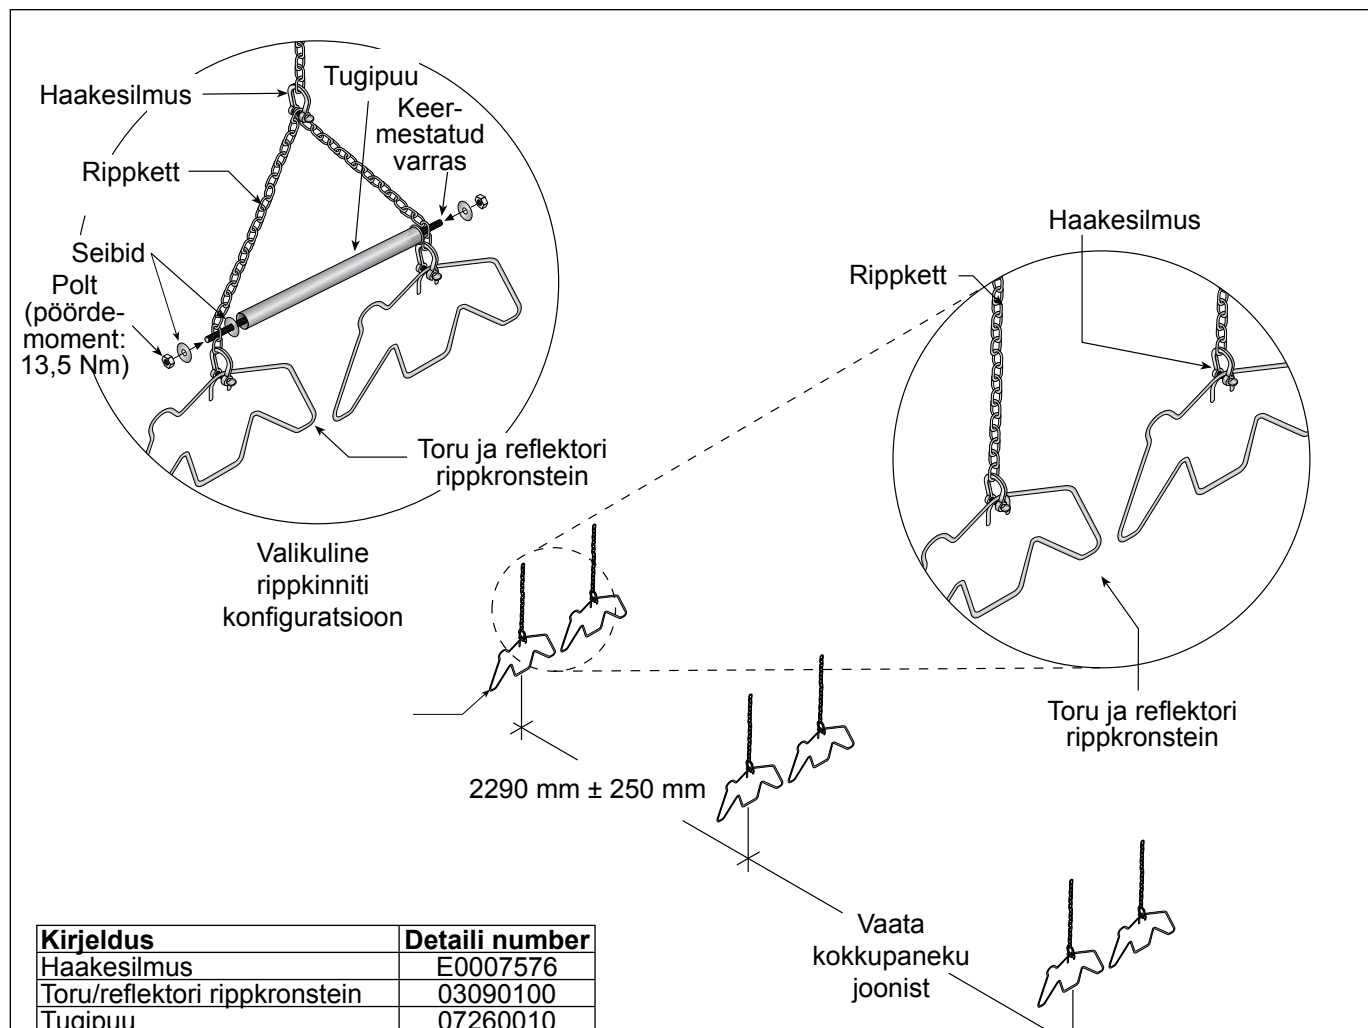 Haakesilmus
Tugipuu
Keer-
mestatud
varras
Rippkett
Seibid
Polt
(pöörde-
moment:
13,5 Nm)
Toru ja reflektori
rippkronstein
Valikuline
rippkinniti
konfiguratsioon
Haakesilmus
Rippkett
Toru ja reflektori
rippkronstein
2290 mm ± 250 mm
Vaata
kokkupaneku
joonist
Kirjeldus Detaili number
Haakesilmus E0007576
Toru/reflektori rippkronstein 03090100
Tugipuu 07260010